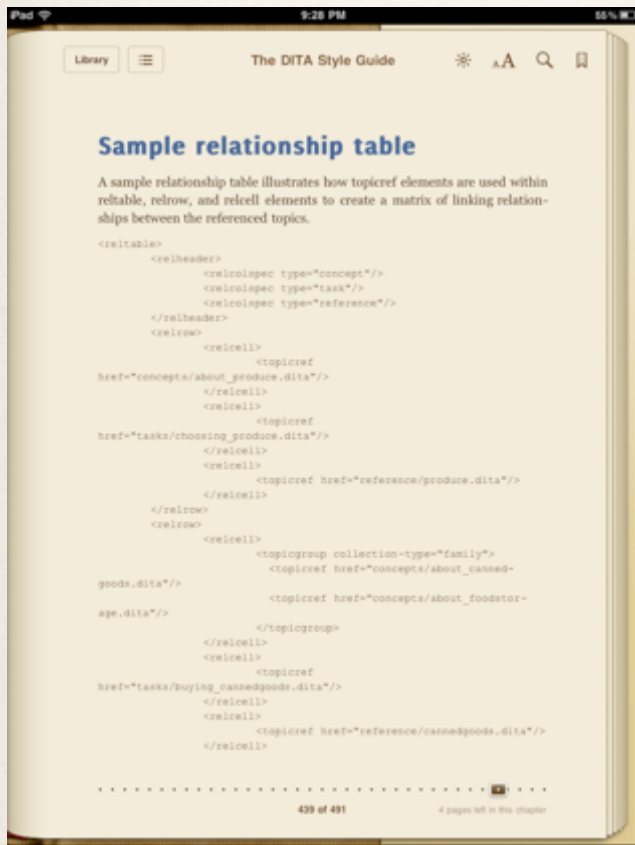 iPad 9:28 PM 55%
Library The DITA Style Guide AA
Sample relationship table
A sample relationship table illustrates how topicref elements are used within
reltable, relrow, and relcell elements to create a matrix of linking relation-
ships between the referenced topics.
<reltable>
<relheader>
<relcolspec type="concept"/>
<relcolspec type="task"/>
<relcolspec type="reference"/>
</relheader>
<relrow>
<relcell>
<topicref
href="concepts/about_produce.dita"/>
</relcell>
<relcell>
<topicref
href="tasks/choosing_produce.dita"/>
</relcell>
<relcell>
<topicref href="reference/produce.dita"/>
</relcell>
</relrow>
<relrow>
<relcell>
<topicgroup collection-type="family">
<topicref href="concepts/about_canned-
goods.dita"/>
<topicref href="concepts/about_foodstor-
age.dita"/>
</topicgroup>
</relcell>
<relcell>
<topicref
href="tasks/buying_cannedgoods.dita"/>
</relcell>
<relcell>
<topicref href="reference/cannedgoods.dita"/>
</relcell>
439 of 491 4 pages left in this chapter